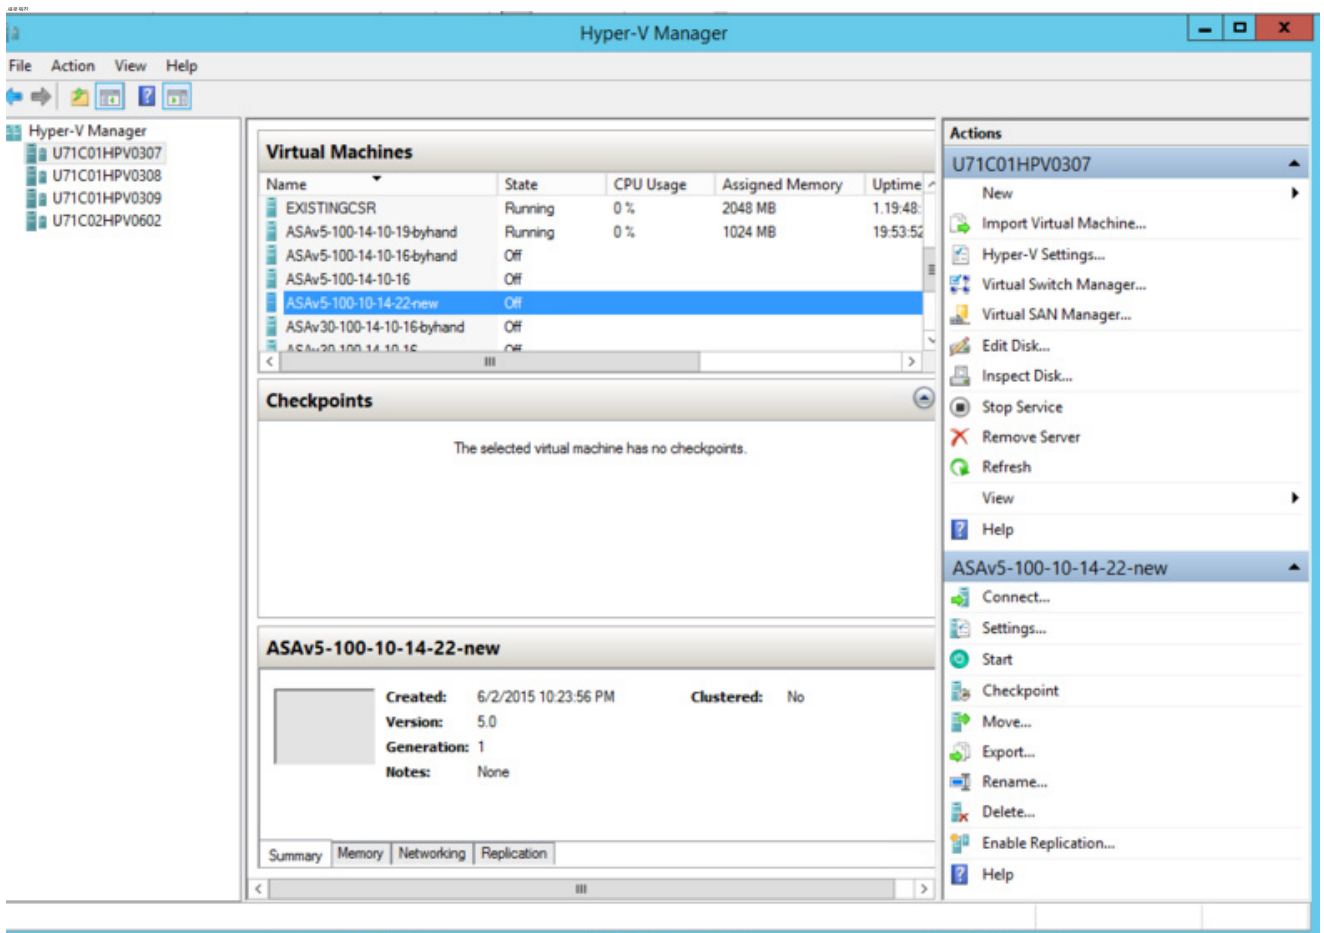 Hyper-V Manager
File Action View Help
Hyper-V Manager
U71C01HPV0307
U71C01HPV0308
U71C01HPV0309
U71C02HPV0602
Virtual Machines
Name State CPU Usage Assigned Memory Uptime
EXISTINGCSR Running 0 % 2048 MB 1.19:48:
ASAv5-100-14-10-19-byhand Running 0 % 1024 MB 19:53:52
ASAv5-100-14-10-16-byhand Off
ASAv5-100-14-10-16 Off
ASAv5-100-10-14-22-new Off
ASAv30-100-14-10-16-byhand Off
ASAv30-100-14-10-16 Off
Checkpoints
The selected virtual machine has no checkpoints.
ASAv5-100-10-14-22-new
Created: 6/2/2015 10:23:56 PM Clustered: No
Version: 5.0
Generation: 1
Notes: None
Summary Memory Networking Replication
Actions
U71C01HPV0307
New
Import Virtual Machine...
Hyper-V Settings...
Virtual Switch Manager...
Virtual SAN Manager...
Edit Disk...
Inspect Disk...
Stop Service
Remove Server
Refresh
View
Help
ASAv5-100-10-14-22-new
Connect...
Settings...
Start
Checkpoint
Move...
Export...
Rename...
Delete...
Enable Replication...
Help